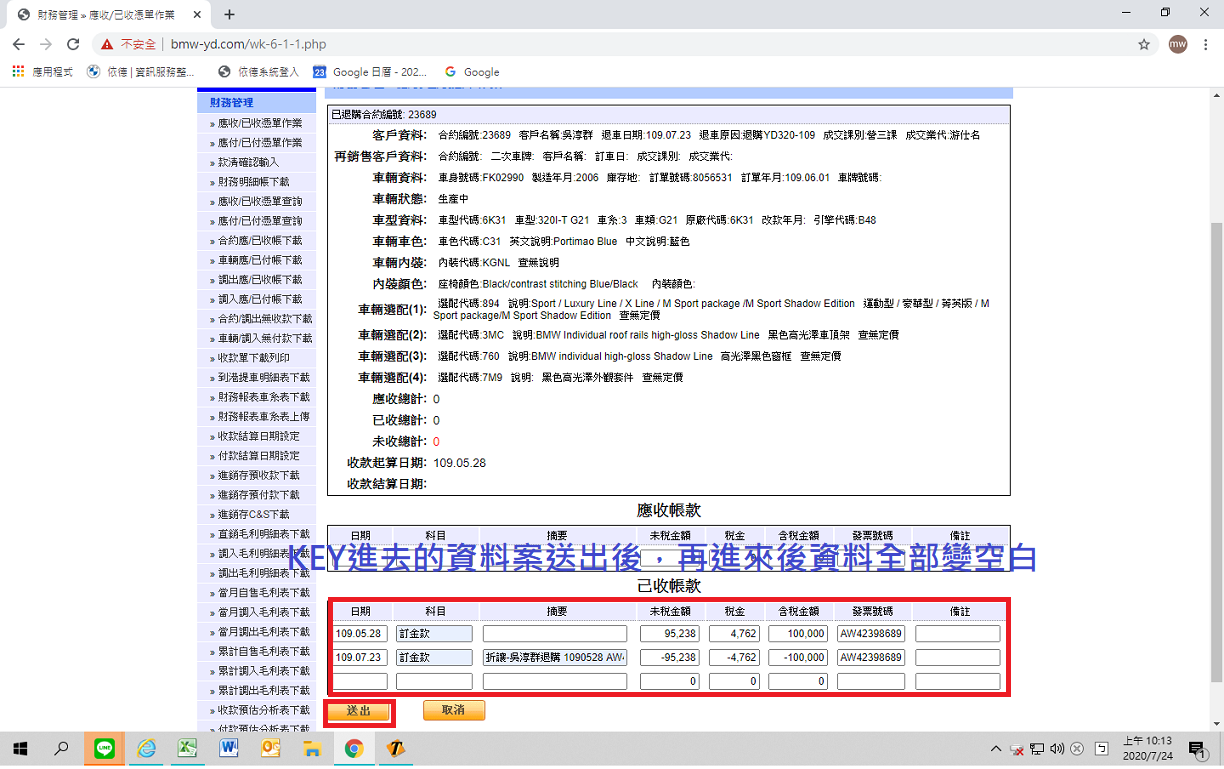 財務管理 » 應收/已收憑單作業
不安全 | bmw-yd.com/wk-6-1-1.php
mw
應用程式 依德 | 資訊服務整... 依德系統登入 23 Google 日曆 - 202... Google
財務管理
» 應收/已收憑單作業
» 應付/已付憑單作業
» 款清確認輸入
» 財務明細帳下載
» 應收/已收憑單查詢
» 應付/已付憑單查詢
» 合約應/已收帳下載
» 車輛應/已付帳下載
» 調出應/已收帳下載
» 調入應/已付帳下載
» 合約/調出無收款下載
» 車輛/調入無付款下載
» 收款單下載列印
» 到港提車明細表下載
» 財務報表車系表下載
» 財務報表車系表上傳
» 收款結算日期設定
» 付款結算日期設定
» 進銷存預收款下載
» 進銷存預付款下載
» 進銷存C&S下載
» 直銷毛利明細表下載
» 調入毛利明細表下載
» 調出毛利明細表下載
» 當月自售毛利表下載
» 當月調入毛利表下載
» 當月調出毛利表下載
» 累計自售毛利表下載
» 累計調入毛利表下載
» 累計調出毛利表下載
» 收款預估分析表下載
» 付款預估分析表下載
已退購合約編號: 23689
客戶資料: 合約編號:23689 客戶名稱:吳淳群 退車日期:109.07.23 退車原因:退購YD320-109 成交課別:營三課 成交業代:游仕名
再銷售客戶資料: 合約編號: 二次車牌: 客戶名稱: 訂車日: 成交課別: 成交業代:
車輛資料: 車身號碼:FK02990 製造年月:2006 庫存地: 訂單號碼:8056531 訂單年月:109.06.01 車牌號碼:
車輛狀態: 生產中
車型資料: 車型代碼:6K31 車型:320I-T G21 車系:3 車類:G21 原廠代碼:6K31 改款年月: 引擎代碼:B48
車輛車色: 車色代碼:C31 英文說明:Portimao Blue 中文說明:藍色
車輛內裝: 內裝代碼:KGNL 查無說明
內裝顏色: 座椅顏色:Black/contrast stitching Blue/Black 內裝顏色:
車輛選配(1): 選配代碼:894 說明:Sport / Luxury Line / X Line / M Sport package /M Sport Shadow Edition 運動型 / 豪華型 / 菁英版 / M
Sport package/M Sport Shadow Edition 查無定價
車輛選配(2): 選配代碼:3MC 說明:BMW Individual roof rails high-gloss Shadow Line 黑色高光澤車頂架 查無定價
車輛選配(3): 選配代碼:760 說明:BMW individual high-gloss Shadow Line 高光澤黑色窗框 查無定價
車輛選配(4): 選配代碼:7M9 說明: 黑色高光澤外觀套件 查無定價
應收總計: 0
已收總計: 0
未收總計: 0
收款起算日期: 109.05.28
收款結算日期:
應收帳款
日期 科目 摘要 未稅金額 稅金 含稅金額 發票號碼 備註
KEY進去的資料案送出後，再進來後資料全部變空白
已收帳款
日期 科目 摘要 未稅金額 稅金 含稅金額 發票號碼 備註
109.05.28 訂金款 95,238 4,762 100,000 AW42398689
109.07.23 訂金款 折讓-吳淳群退購 1090528 AW -95,238 -4,762 -100,000 AW42398689
0 0 0
送出 取消
上午 10:13
2020/7/24
1